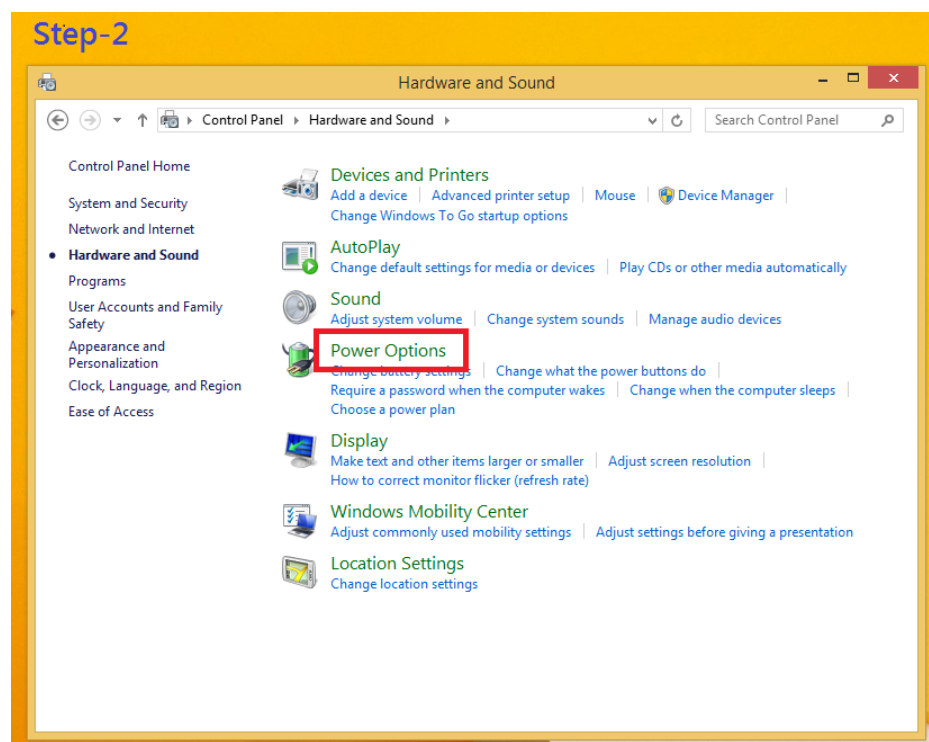 Step-2
Hardware and Sound
Control Panel Hardware and Sound
Search Control Panel
Control Panel Home
System and Security
Network and Internet
Hardware and Sound
Programs
User Accounts and Family
Safety
Appearance and
Personalization
Clock, Language, and Region
Ease of Access
Devices and Printers
Add a device Advanced printer setup Mouse Device Manager
Change Windows To Go startup options
AutoPlay
Change default settings for media or devices Play CDs or other media automatically
Sound
Adjust system volume Change system sounds Manage audio devices
Power Options
Change battery settings Change what the power buttons do
Require a password when the computer wakes Change when the computer sleeps
Choose a power plan
Display
Make text and other items larger or smaller Adjust screen resolution
How to correct monitor flicker (refresh rate)
Windows Mobility Center
Adjust commonly used mobility settings Adjust settings before giving a presentation
Location Settings
Change location settings